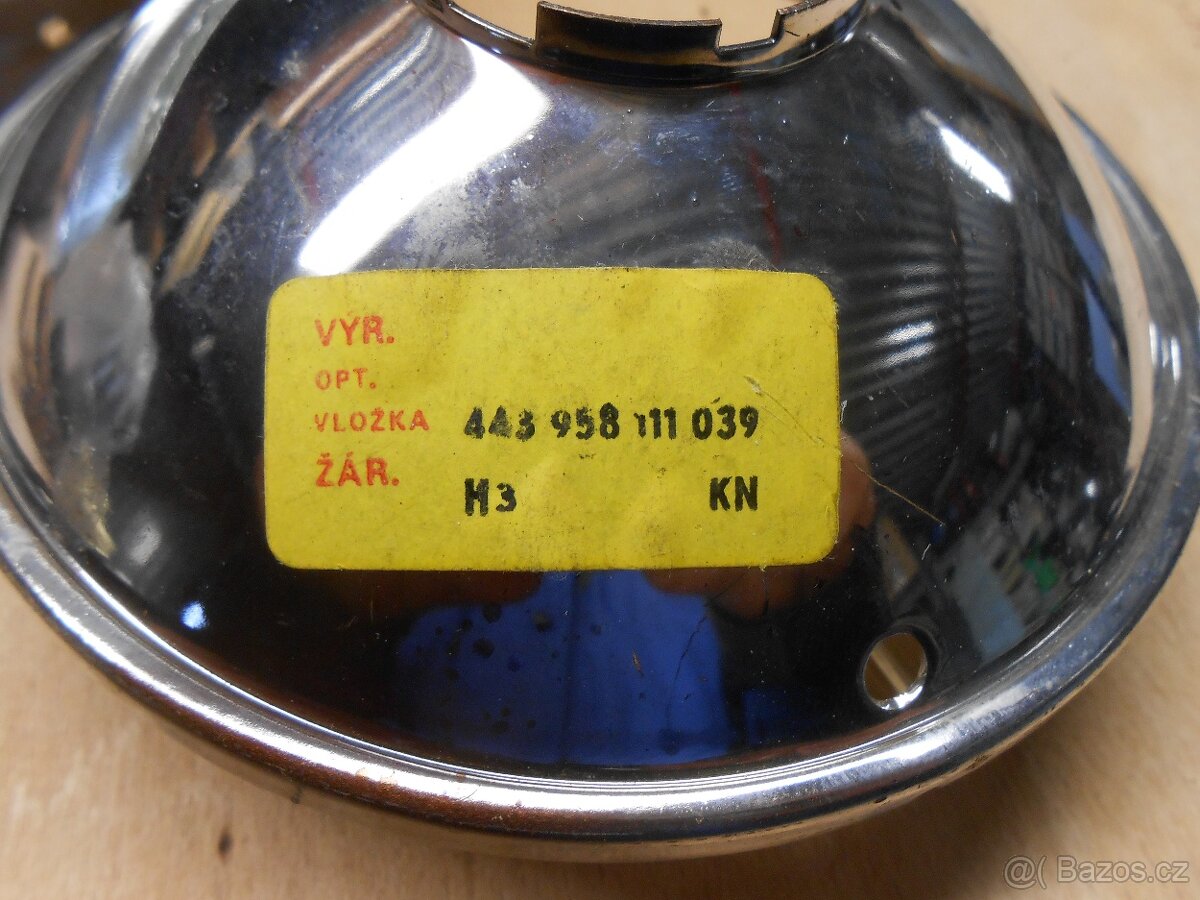 VÝR.
OPT.
VLOŽKA 443 958 111 039
ŽÁR. H3 KN
@( Bazos.cz